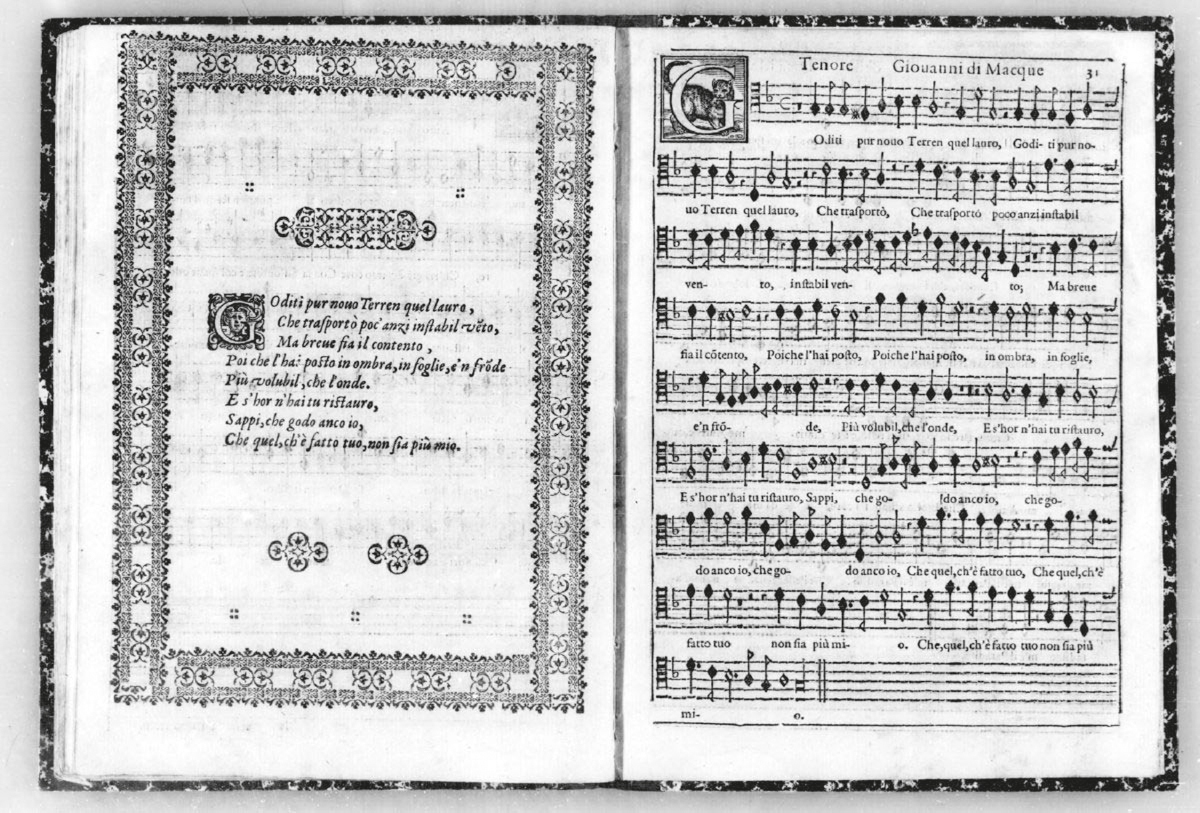 Goditi pur nouo Terren quel lauro,
Che traſportò poc' anzi inſtabil vẽto,
Ma breue ſia il contento,
Poi che l'hai poſto in ombra, in foglie, e'n frõde
Più volubil, che l'onde.
E s'hor n'hai tu riſtauro,
Sappi, che godo anco io,
Che quel, ch'è fatto tuo, non ſia più mio.
Tenore Giouanni di Macque 31
Oditi pur nouo Terren quel lauro, Godi- ti pur no-
uo Terren quel lauro, Che traſportò, Che traſportò poco anzi inſtabil
ven- to, inſtabil ven- to; Ma breue
ſia il cõtento, Poiche l'hai poſto, Poiche l'hai poſto, in ombra, in foglie,
e'n frõ- de, Più volubil, che l'onde, E s'hor n'hai tu riſtauro,
E s'hor n'hai tu riſtauro, Sappi, che go- do anco io, che go-
do anco io, che go- do anco io, Che quel, ch'è fatto tuo, Che quel, ch'è
fatto tuo non ſia più mi- o. Che, quel, ch'è fatto tuo non ſia più
mi- o.